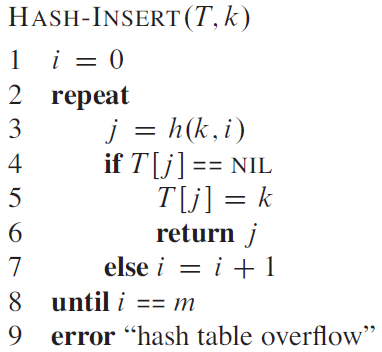 HASH-INSERT(T, k)
1 i = 0
2 repeat
3 j = h(k, i)
4 if T[j] == NIL
5 T[j] = k
6 return j
7 else i = i + 1
8 until i == m
9 error “hash table overflow”